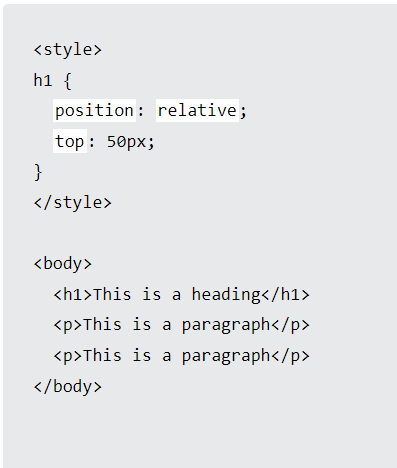 <style>
h1 {
  position: relative;
  top: 50px;
}
</style>

<body>
  <h1>This is a heading</h1>
  <p>This is a paragraph</p>
  <p>This is a paragraph</p>
</body>